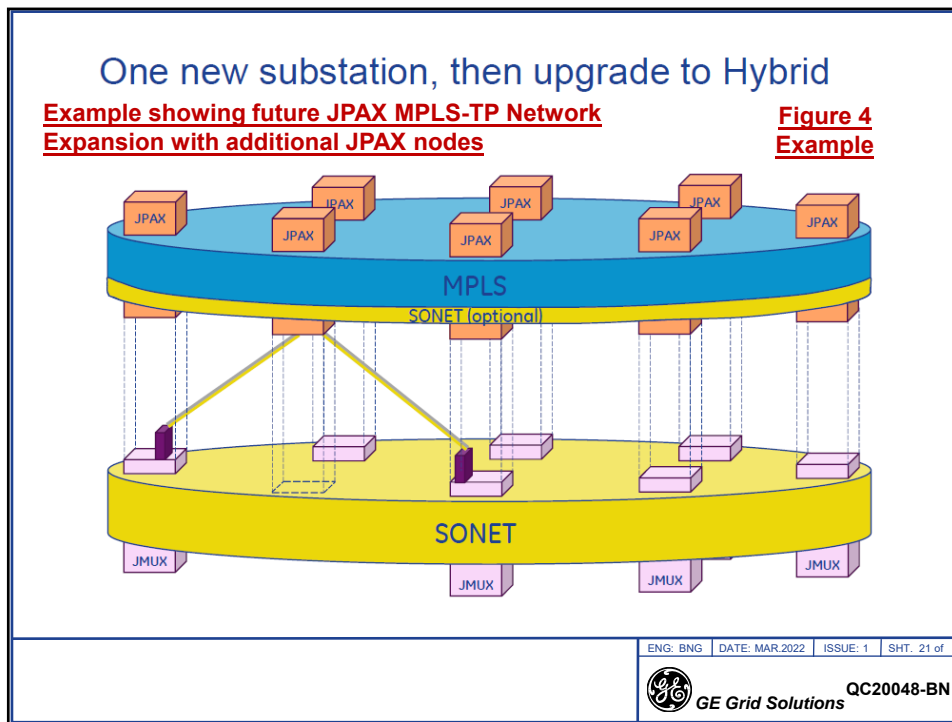 One new substation, then upgrade to Hybrid
Example showing future JPAX MPLS-TP Network
Expansion with additional JPAX nodes
Figure 4
Example
JPAX
JPAX
JPAX
JPAX
JPAX
JPAX
JPAX
JPAX
MPLS
SONET (optional)
SONET
JMUX
JMUX
JMUX
JMUX
ENG: BNG
DATE: MAR.2022
ISSUE: 1
SHT. 21 of
GE Grid Solutions
QC20048-BN